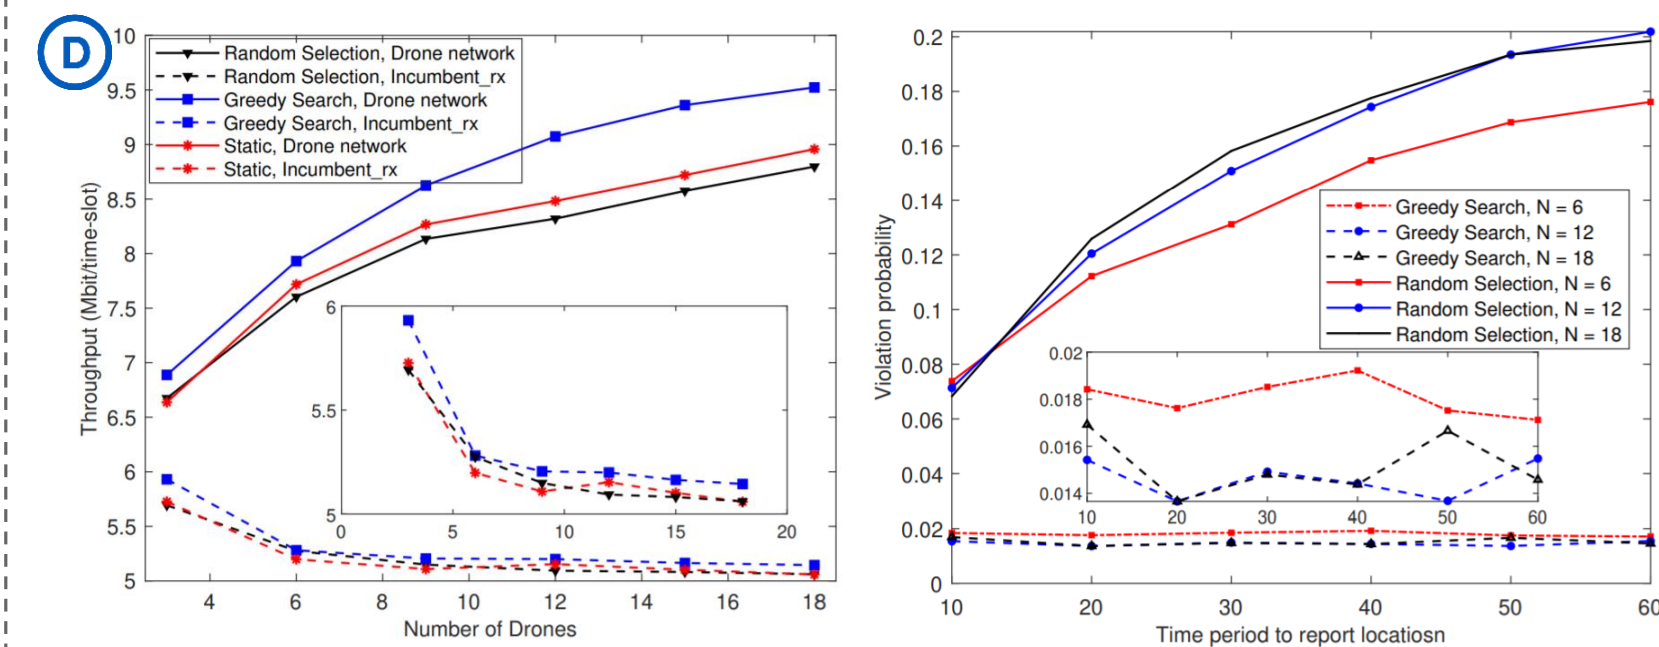 D
10
9.5
9
8.5
8
7.5
7
6.5
6
5.5
5
Throughput (Mbit/time-slot)
Random Selection, Drone network
Random Selection, Incumbent_rx
Greedy Search, Drone network
Greedy Search, Incumbent_rx
Static, Drone network
Static, Incumbent_rx
6
5.5
5
0 5 10 15 20
4 6 8 10 12 14 16 18
Number of Drones
0.2
0.18
0.16
0.14
0.12
0.1
0.08
0.06
0.04
0.02
0
Violation probability
Greedy Search, N = 6
Greedy Search, N = 12
Greedy Search, N = 18
Random Selection, N = 6
Random Selection, N = 12
Random Selection, N = 18
0.02
0.018
0.016
0.014
10 20 30 40 50 60
10 20 30 40 50 60
Time period to report locatiosn